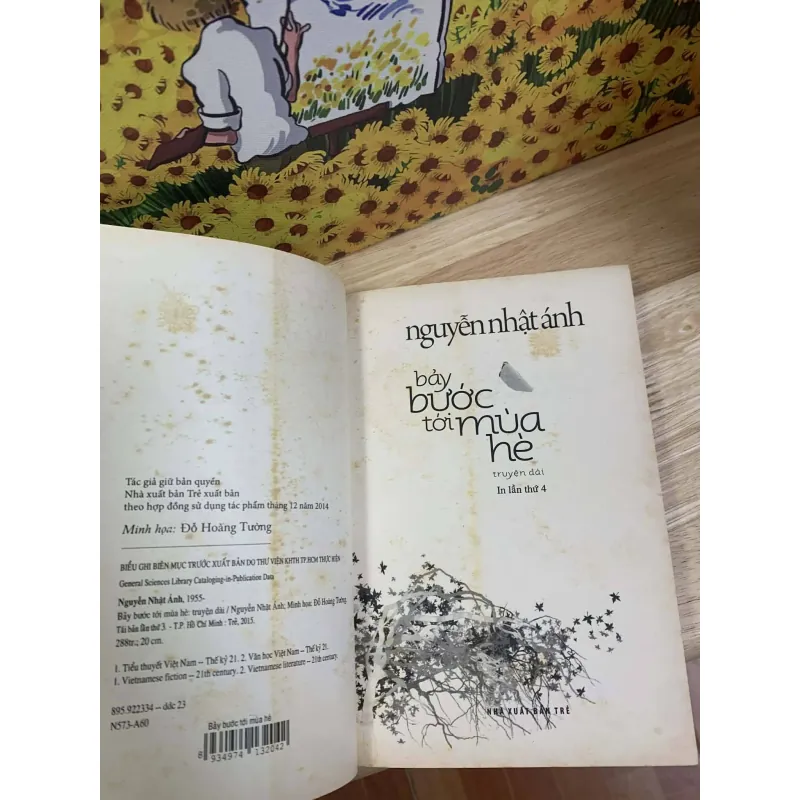 Tác giả giữ bản quyền
Nhà xuất bản Trẻ xuất bản
theo hợp đồng sử dụng tác phẩm tháng 12 năm 2014
Minh họa: Đỗ Hoàng Tường
BIỂU GHI BIÊN MỤC TRƯỚC XUẤT BẢN DO THƯ VIỆN KHTH TP.HCM THỰC HIỆN
General Sciences Library Cataloging-in-Publication Data
Nguyễn Nhật Ánh, 1955-
Bảy bước tới mùa hè: truyện dài / Nguyễn Nhật Ánh; Minh họa: Đỗ Hoàng Tường.
Tái bản lần thứ 3. - T.P. Hồ Chí Minh : Trẻ, 2015.
288tr.; 20 cm.
1. Tiểu thuyết Việt Nam -- Thế kỷ 21. 2. Văn học Việt Nam -- Thế kỷ 21.
1. Vietnamese fiction -- 21th century. 2. Vietnamese literature -- 21th century.
895.922334 -- ddc 23
N573-A60
Bảy bước tới mùa hè
8 934974 132042
nguyễn nhật ánh
bảy
bước
tới mùa
hè
truyện dài
In lần thứ 4
NHÀ XUẤT BẢN TRẺ